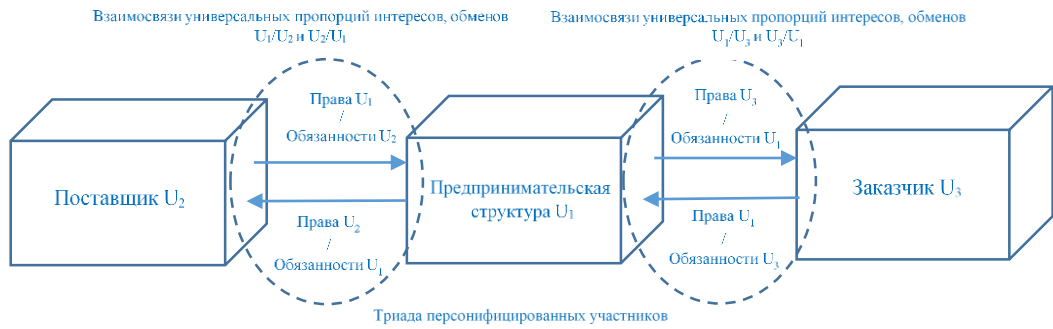 Взаимосвязи универсальных пропорций интересов, обменов
U₁/U₂ и U₂/U₁
Взаимосвязи универсальных пропорций интересов, обменов
U₁/U₃ и U₃/U₁
Права U₁
/
Обязанности U₂
Права U₃
/
Обязанности U₁
Поставщик U₂
Предпринимательская
структура U₁
Заказчик U₃
Права U₂
/
Обязанности U₁
Права U₁
/
Обязанности U₃
Триада персонифицированных участников